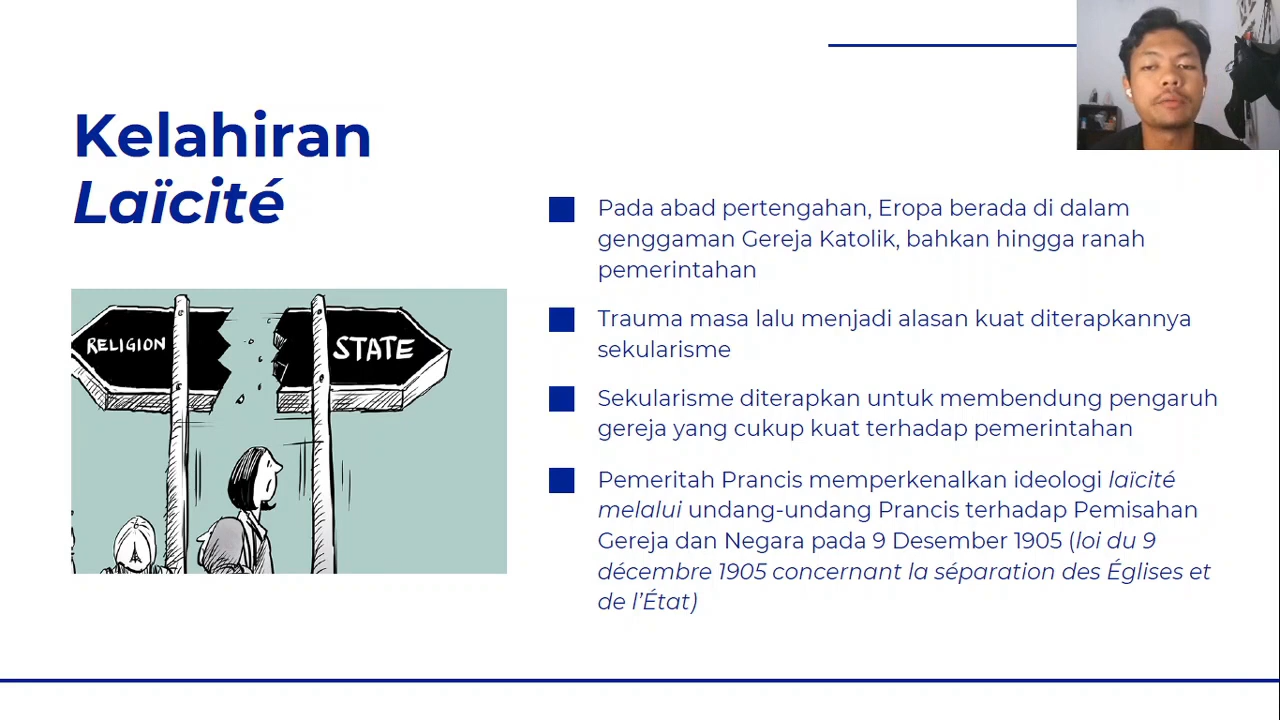 Kelahiran
Laïcité
RELIGION
STATE
Pada abad pertengahan, Eropa berada di dalam
genggaman Gereja Katolik, bahkan hingga ranah
pemerintahan
Trauma masa lalu menjadi alasan kuat diterapkannya
sekularisme
Sekularisme diterapkan untuk membendung pengaruh
gereja yang cukup kuat terhadap pemerintahan
Pemeritah Prancis memperkenalkan ideologi laïcité
melalui undang-undang Prancis terhadap Pemisahan
Gereja dan Negara pada 9 Desember 1905 (loi du 9
décembre 1905 concernant la séparation des Églises et
de l’État)